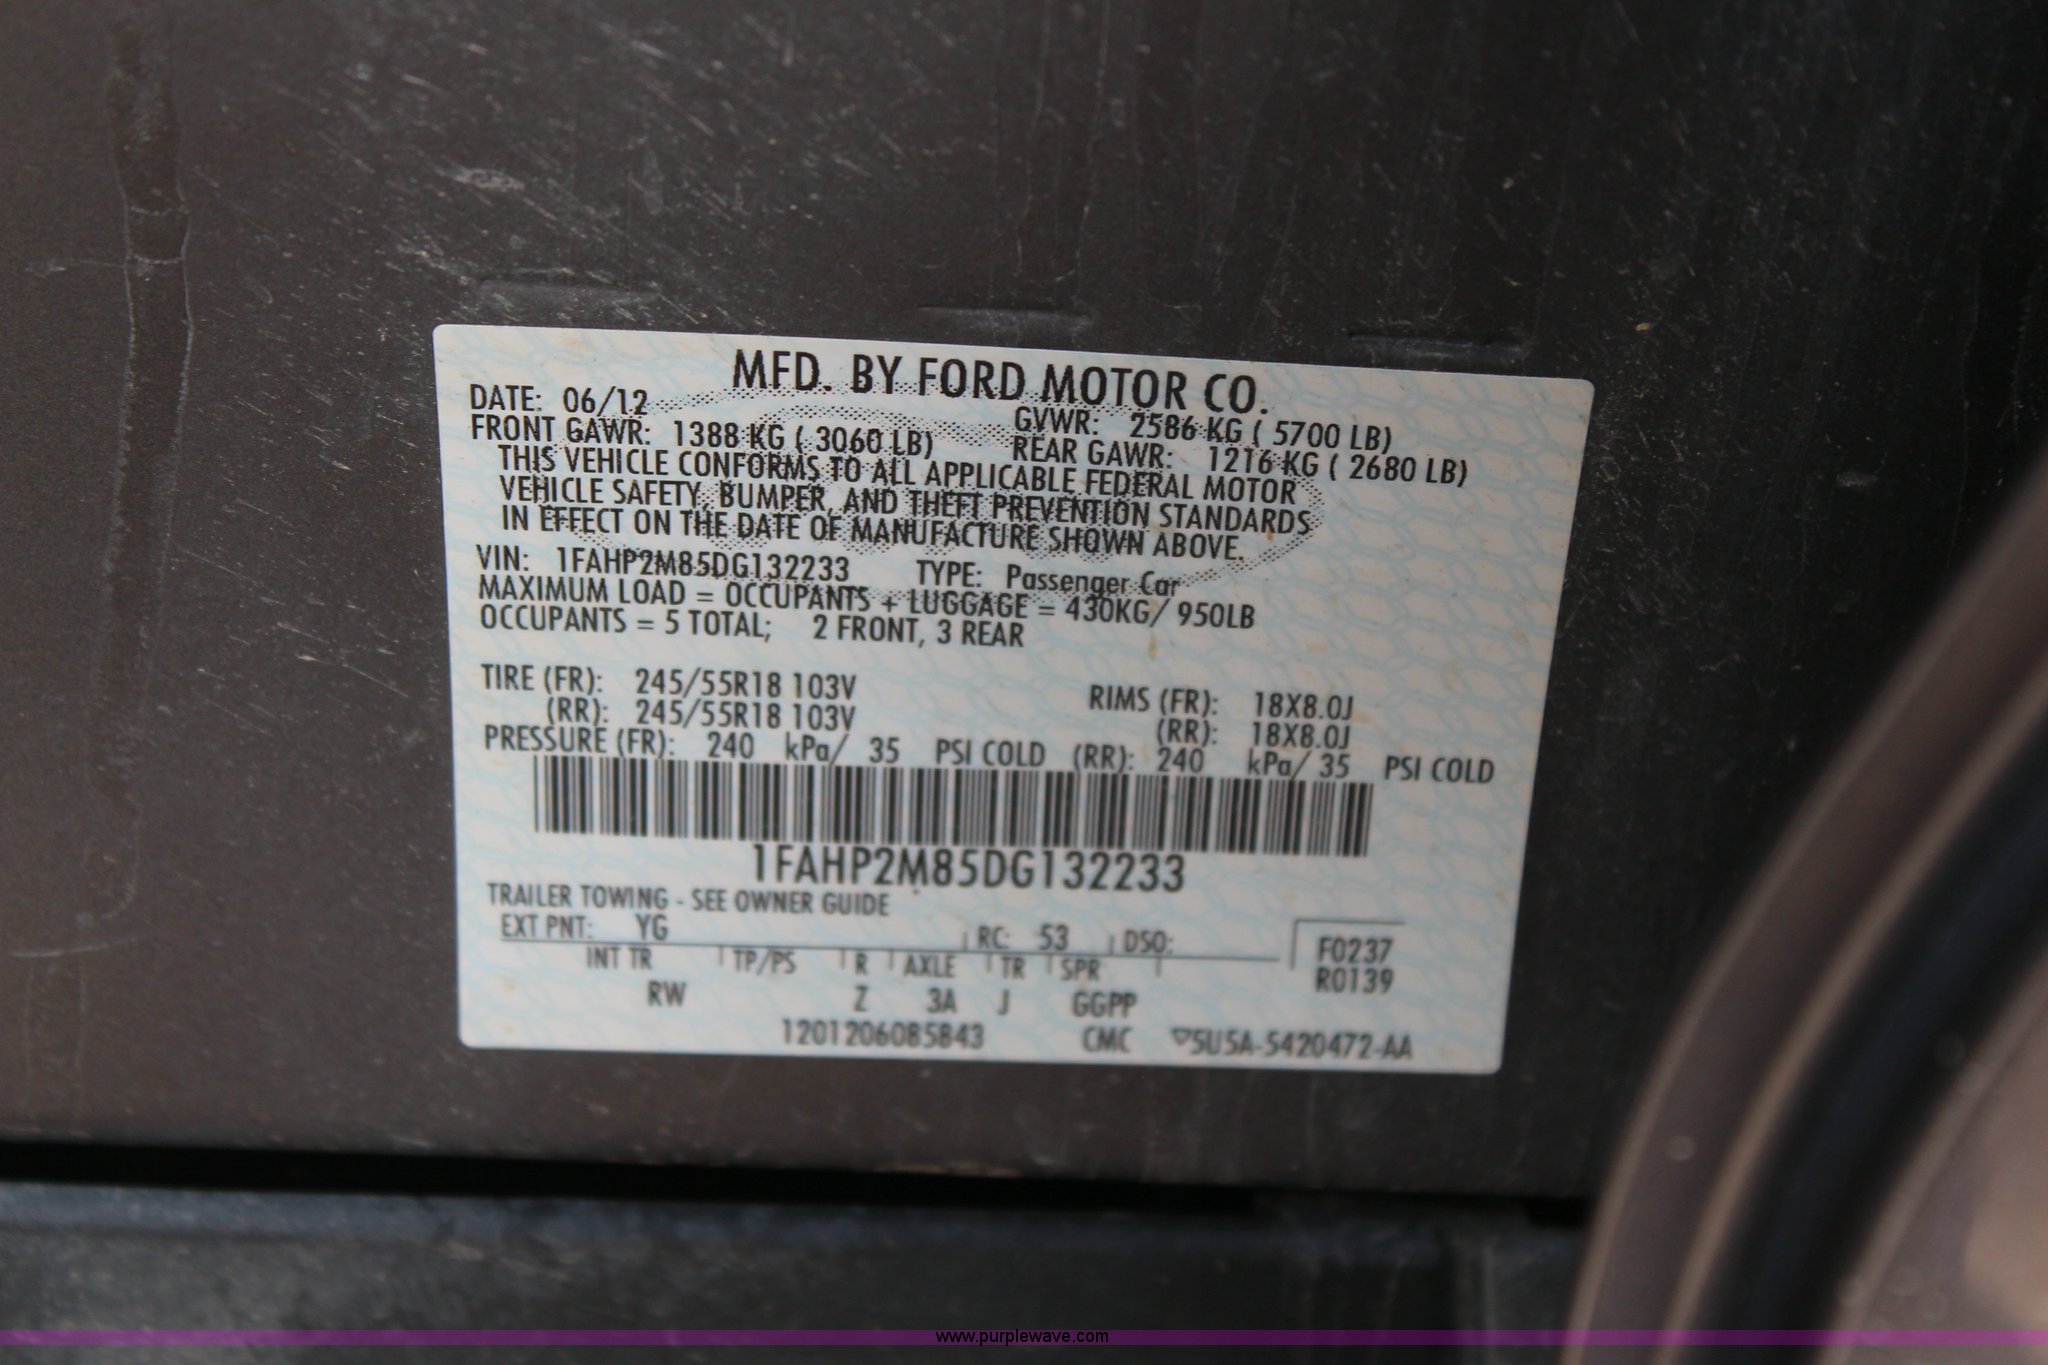 MFD. BY FORD MOTOR CO.
DATE: 06/12 GVWR: 2586 KG ( 5700 LB)
FRONT GAWR: 1388 KG ( 3060 LB) REAR GAWR: 1216 KG ( 2680 LB)
THIS VEHICLE CONFORMS TO ALL APPLICABLE FEDERAL MOTOR
VEHICLE SAFETY, BUMPER, AND THEFT PREVENTION STANDARDS
IN EFFECT ON THE DATE OF MANUFACTURE SHOWN ABOVE.
VIN: 1FAHP2M85DG132233 TYPE: Passenger Car
MAXIMUM LOAD = OCCUPANTS + LUGGAGE = 430KG/ 950LB
OCCUPANTS = 5 TOTAL; 2 FRONT, 3 REAR
TIRE (FR): 245/55R18 103V RIMS (FR): 18X8.0J
(RR): 245/55R18 103V (RR): 18X8.0J
PRESSURE (FR): 240 kPa/ 35 PSI COLD (RR): 240 kPa/ 35 PSI COLD
1FAHP2M85DG132233
TRAILER TOWING - SEE OWNER GUIDE
EXT PNT: YG RC: 53 DSO: F0237
INT TR TP/PS R AXLE TR SPR R0139
RW Z 3A J GGPP
1201206085843 CMC ▽5U5A-5420472-AA
www.purplewave.com